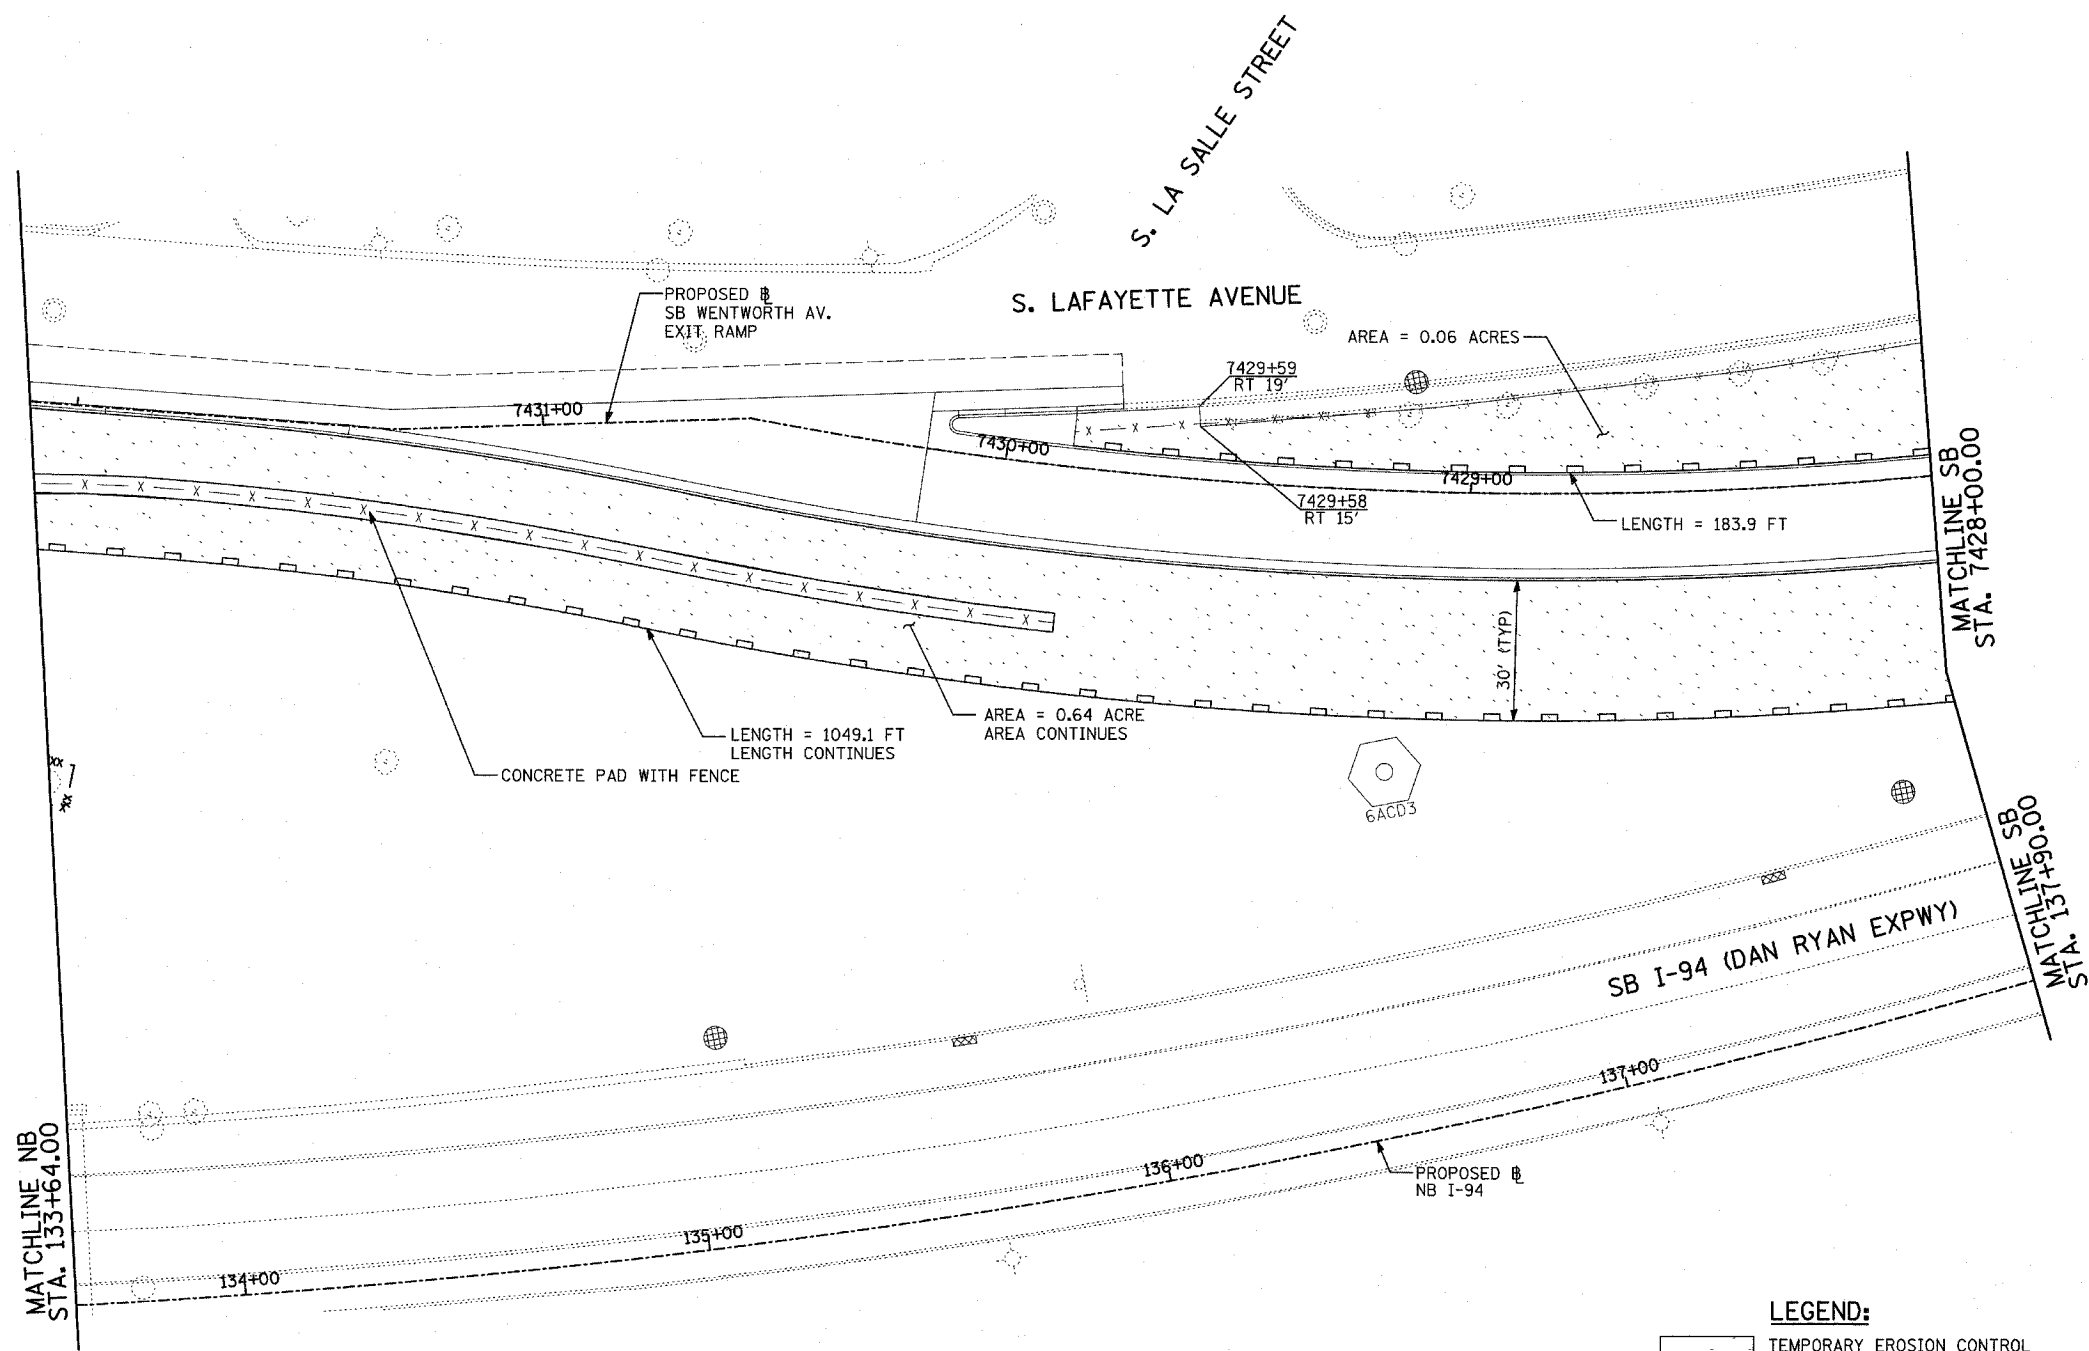 S. LA SALLE STREET
S. LAFAYETTE AVENUE
PROPOSED B̲L
SB WENTWORTH AV.
EXIT RAMP
AREA = 0.06 ACRES
7429+59
RT 19'
7431+00
7430+00
7429+00
7429+58
RT 15'
LENGTH = 183.9 FT
MATCHLINE SB
STA. 7428+00.00
30' (TYP)
AREA = 0.64 ACRE
AREA CONTINUES
LENGTH = 1049.1 FT
LENGTH CONTINUES
CONCRETE PAD WITH FENCE
6ACD3
MATCHLINE SB
STA. 137+90.00
SB I-94 (DAN RYAN EXPWY)
137+00
136+00
135+00
134+00
PROPOSED B̲L
NB I-94
MATCHLINE NB
STA. 133+64.00
LEGEND:
TEMPORARY EROSION CONTROL